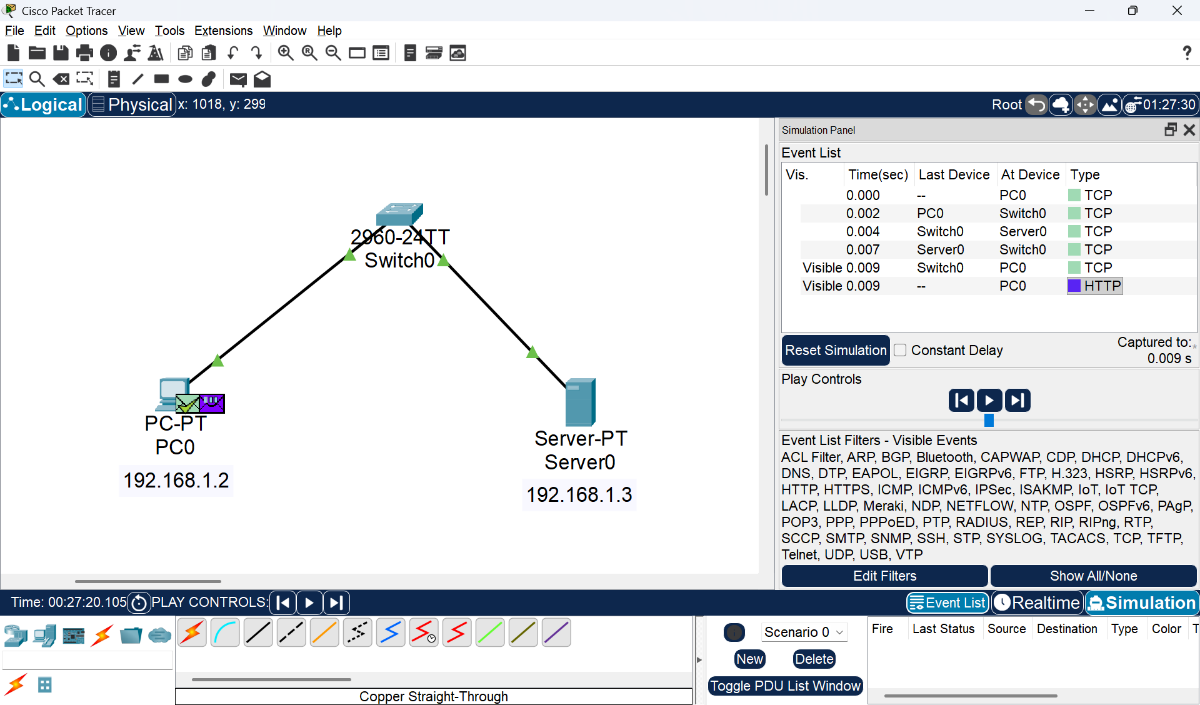 Cisco Packet Tracer
File Edit Options View Tools Extensions Window Help
?
Logical Physical x: 1018, y: 299 Root 01:27:30
2960-24TT
Switch0
PC-PT
PC0
192.168.1.2
Server-PT
Server0
192.168.1.3
Simulation Panel
Event List
Vis. Time(sec) Last Device At Device Type
0.000 -- PC0 TCP
0.002 PC0 Switch0 TCP
0.004 Switch0 Server0 TCP
0.007 Server0 Switch0 TCP
Visible 0.009 Switch0 PC0 TCP
Visible 0.009 -- PC0 HTTP
Reset Simulation Constant Delay Captured to:*
0.009 s
Play Controls
Event List Filters - Visible Events
ACL Filter, ARP, BGP, Bluetooth, CAPWAP, CDP, DHCP, DHCPv6,
DNS, DTP, EAPOL, EIGRP, EIGRPv6, FTP, H.323, HSRP, HSRPv6,
HTTP, HTTPS, ICMP, ICMPv6, IPSec, ISAKMP, IoT, IoT TCP,
LACP, LLDP, Meraki, NDP, NETFLOW, NTP, OSPF, OSPFv6, PAgP,
POP3, PPP, PPPoED, PTP, RADIUS, REP, RIP, RIPng, RTP,
SCCP, SMTP, SNMP, SSH, STP, SYSLOG, TACACS, TCP, TFTP,
Telnet, UDP, USB, VTP
Edit Filters Show All/None
Time: 00:27:20.105 PLAY CONTROLS: Event List Realtime Simulation
Scenario 0
New Delete
Toggle PDU List Window
Fire Last Status Source Destination Type Color T
Copper Straight-Through